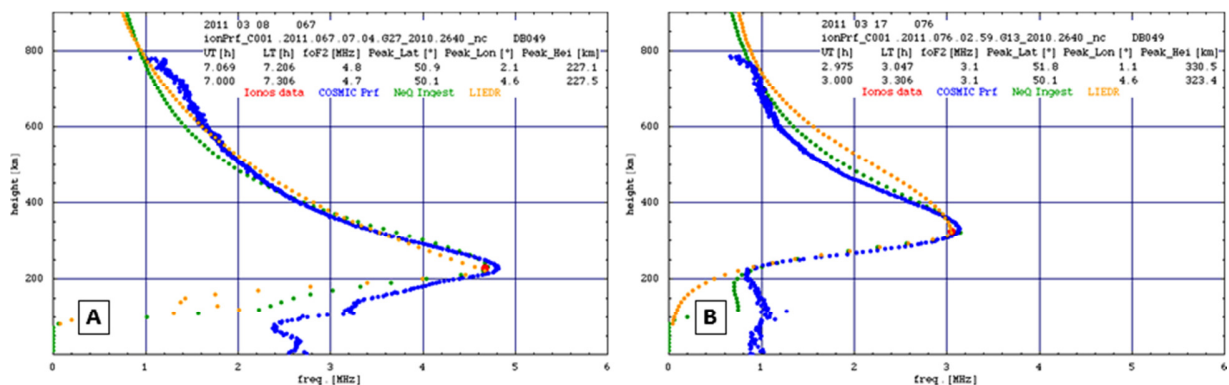 2011 03 08 067
ionPrf_C001 .2011.067.07.04.G27_2010.2640_nc DB049
UT[h] LT[h] foF2[MHz] Peak_Lat[°] Peak_Lon[°] Peak_Hei[km]
7.069 7.206 4.8 50.9 2.1 227.1
7.000 7.306 4.7 50.1 4.6 227.5
Ionos data COSMIC Prf NeQ Ingest LIEDR
800
600
400
200
0
height[km]
A
0 1 2 3 4 5 6
freq.[MHz]
2011 03 17 076
ionPrf_C001 .2011.076.02.59.G13_2010.2640_nc DB049
UT[h] LT[h] foF2[MHz] Peak_Lat[°] Peak_Lon[°] Peak_Hei[km]
2.975 3.047 3.1 51.8 1.1 330.5
3.000 3.306 3.1 50.1 4.6 323.4
Ionos data COSMIC Prf NeQ Ingest LIEDR
800
600
400
200
0
height[km]
B
0 1 2 3 4 5 6
freq.[MHz]